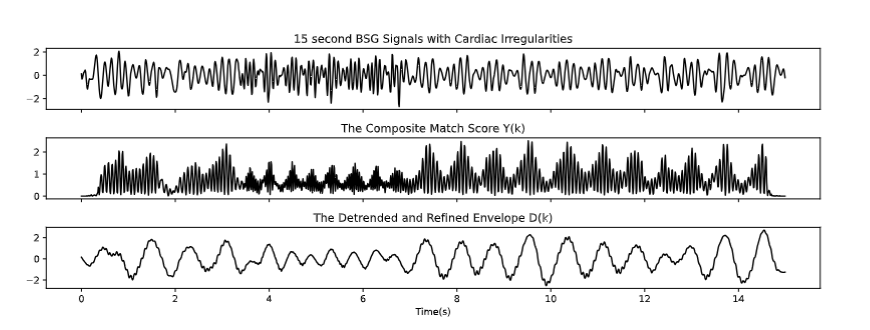 15 second BSG Signals with Cardiac Irregularities
2
0
−2
The Composite Match Score Y(k)
2
1
0
The Detrended and Refined Envelope D(k)
2
0
−2
0 2 4 6 8 10 12 14
Time(s)